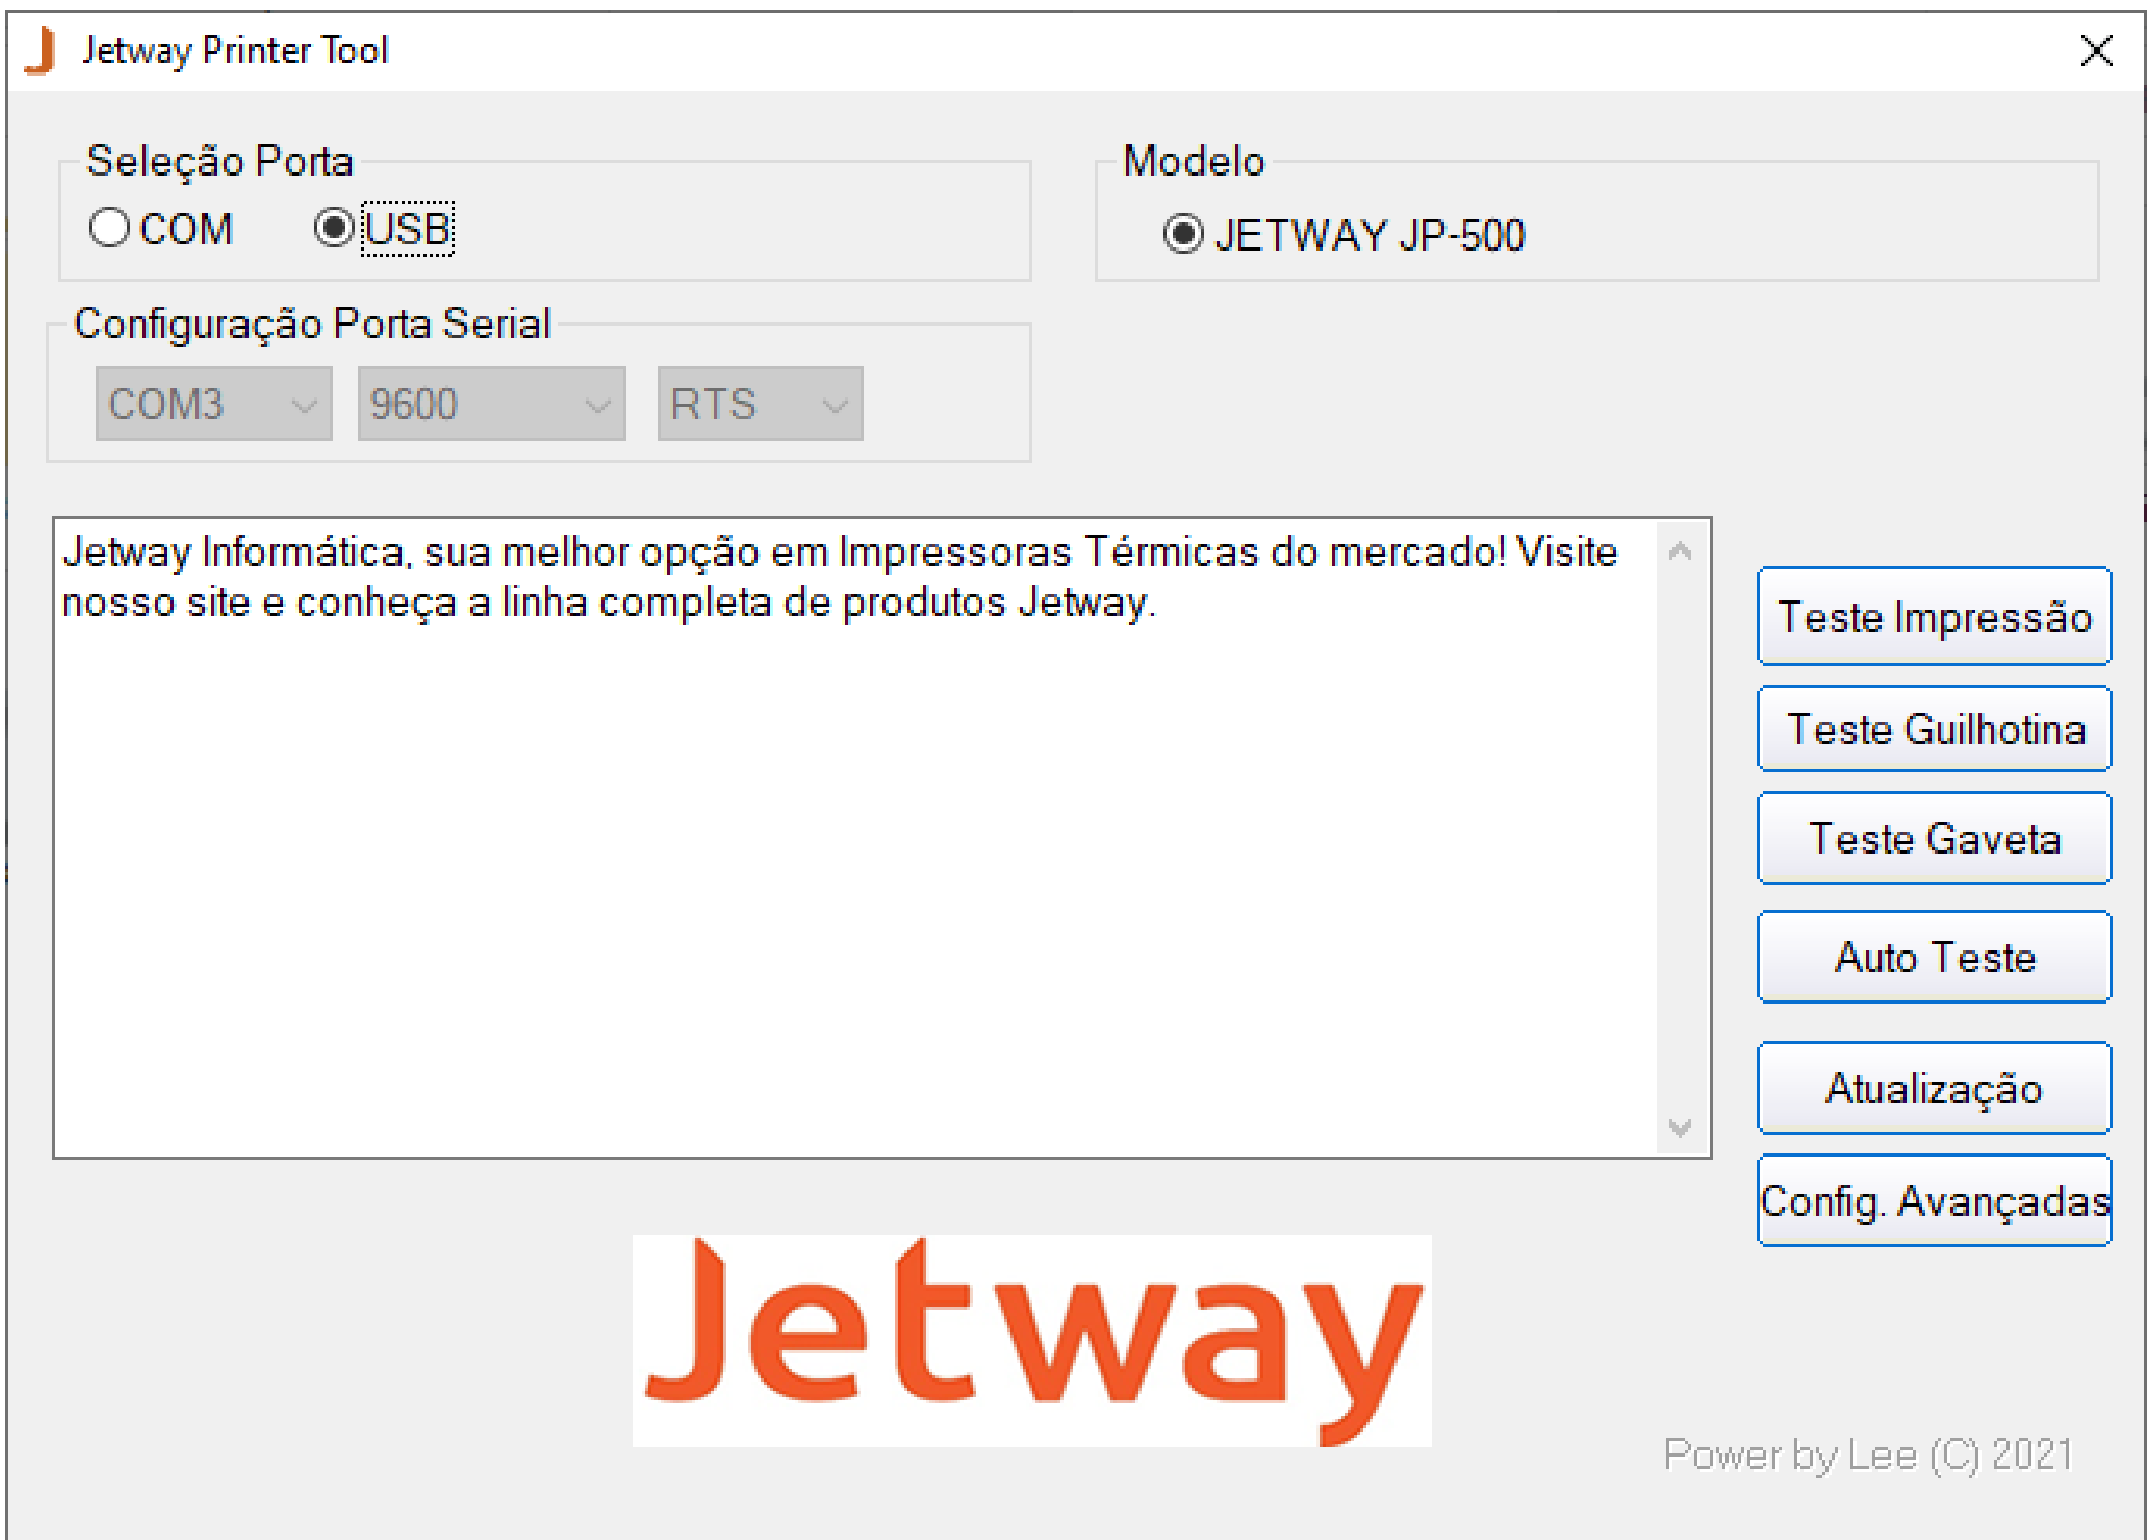 Jetway Printer Tool
Seleção Porta
COM USB
Modelo
JETWAY JP-500
Configuração Porta Serial
COM3 9600 RTS
Jetway Informática, sua melhor opção em Impressoras Térmicas do mercado! Visite
nosso site e conheça a linha completa de produtos Jetway.
Teste Impressão
Teste Guilhotina
Teste Gaveta
Auto Teste
Atualização
Config. Avançadas
Jetway
Power by Lee (C) 2021